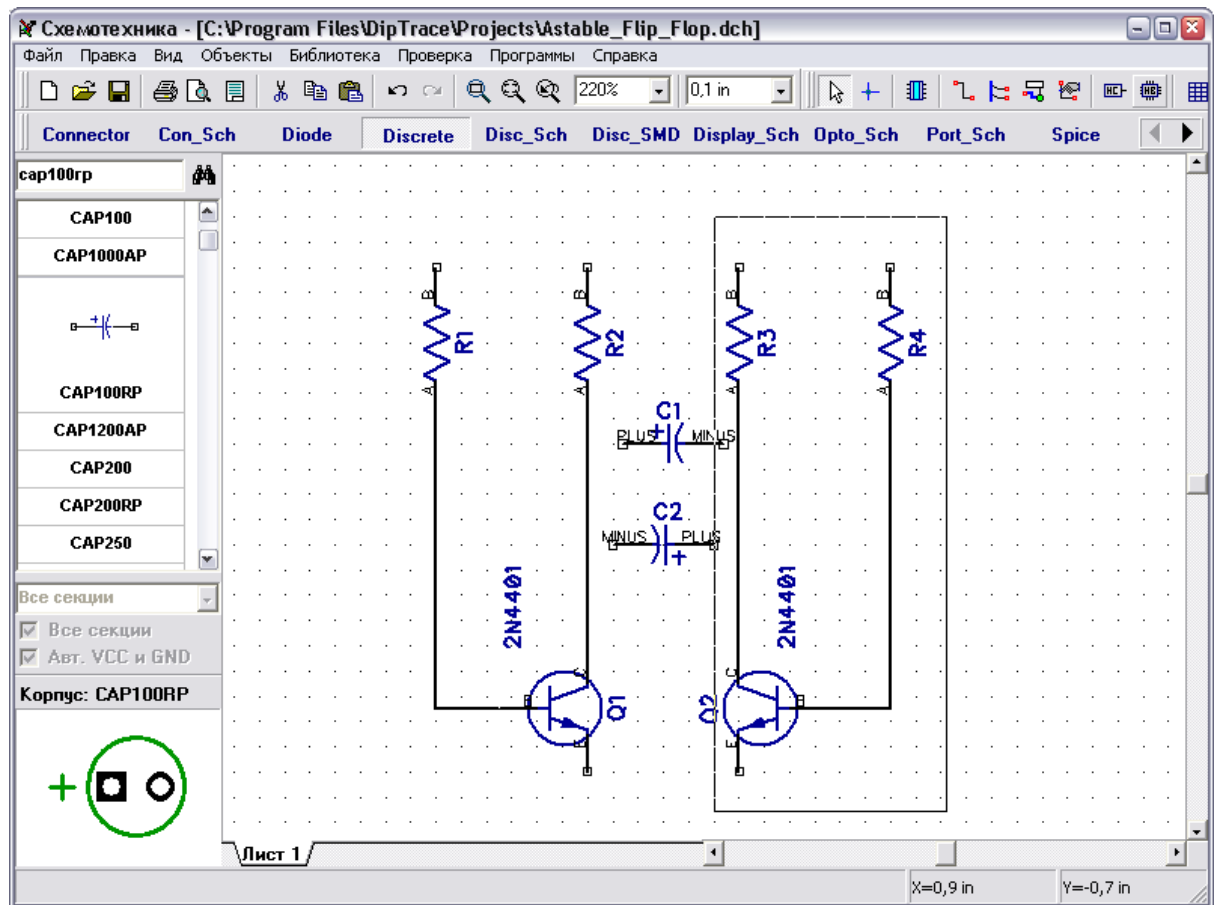 Схемотехника - [C:\Program Files\DipTrace\Projects\Astable_Flip_Flop.dch]
Файл Правка Вид Объекты Библиотека Проверка Программы Справка
220% 0,1 in
Connector Con_Sch Diode Discrete Disc_Sch Disc_SMD Display_Sch Opto_Sch Port_Sch Spice
cap100rp
CAP100
CAP1000AP
CAP100RP
CAP1200AP
CAP200
CAP200RP
CAP250
Все секции
Все секции
Авт. VCC и GND
Корпус: CAP100RP
B B B B
R1 R2 R3 R4
A A A A
C1
PLUS + MINUS
C2
MINUS PLUS
+
2N4401 2N4401
C C
Q1 Q2
E E
Лист 1
X=0,9 in Y=-0,7 in